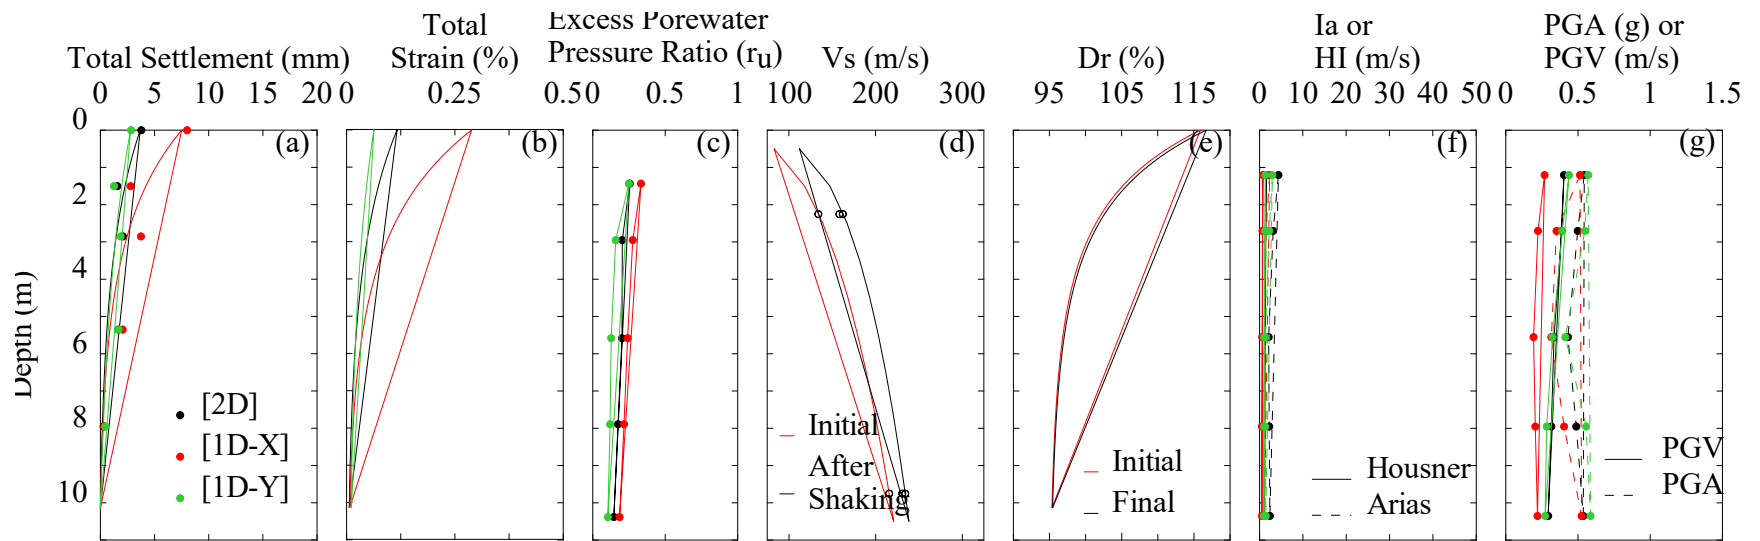 Total Settlement (mm)
0 5 10 15 20
Total
Strain (%)
0 0.25 0.5
Excess Porewater
Pressure Ratio (ru)
0 0.5 1
Vs (m/s)
100 200 300
Dr (%)
95 105 115
Ia or
HI (m/s)
0 10 20 30 40 50
PGA (g) or
PGV (m/s)
0 0.5 1 1.5
Depth (m)
0
2
4
6
8
10
(a)
[2D]
[1D-X]
[1D-Y]
(b)
(c)
(d)
Initial
After
Shaking
(e)
Initial
Final
(f)
Housner
Arias
(g)
PGV
PGA